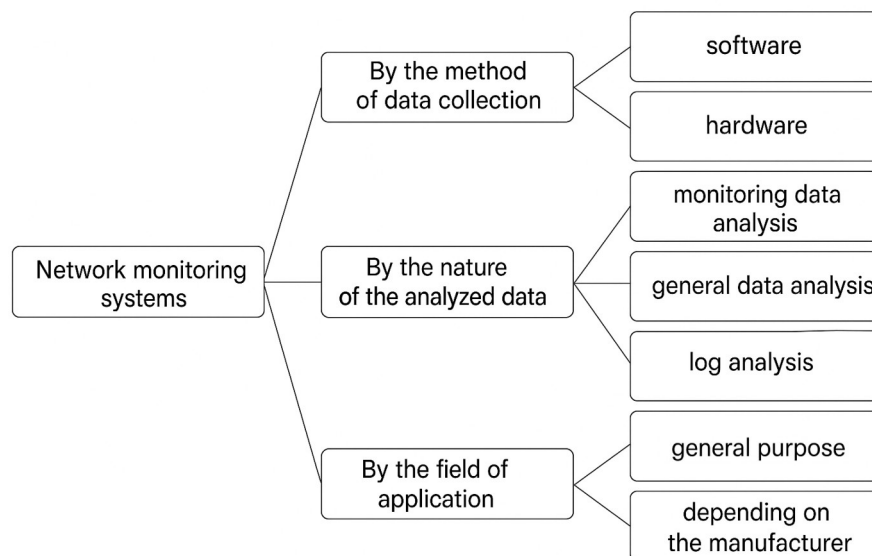 Network monitoring
systems
By the method
of data collection
software
hardware
By the nature
of the analyzed data
monitoring data
analysis
general data analysis
log analysis
By the field of
application
general purpose
depending on
the manufacturer